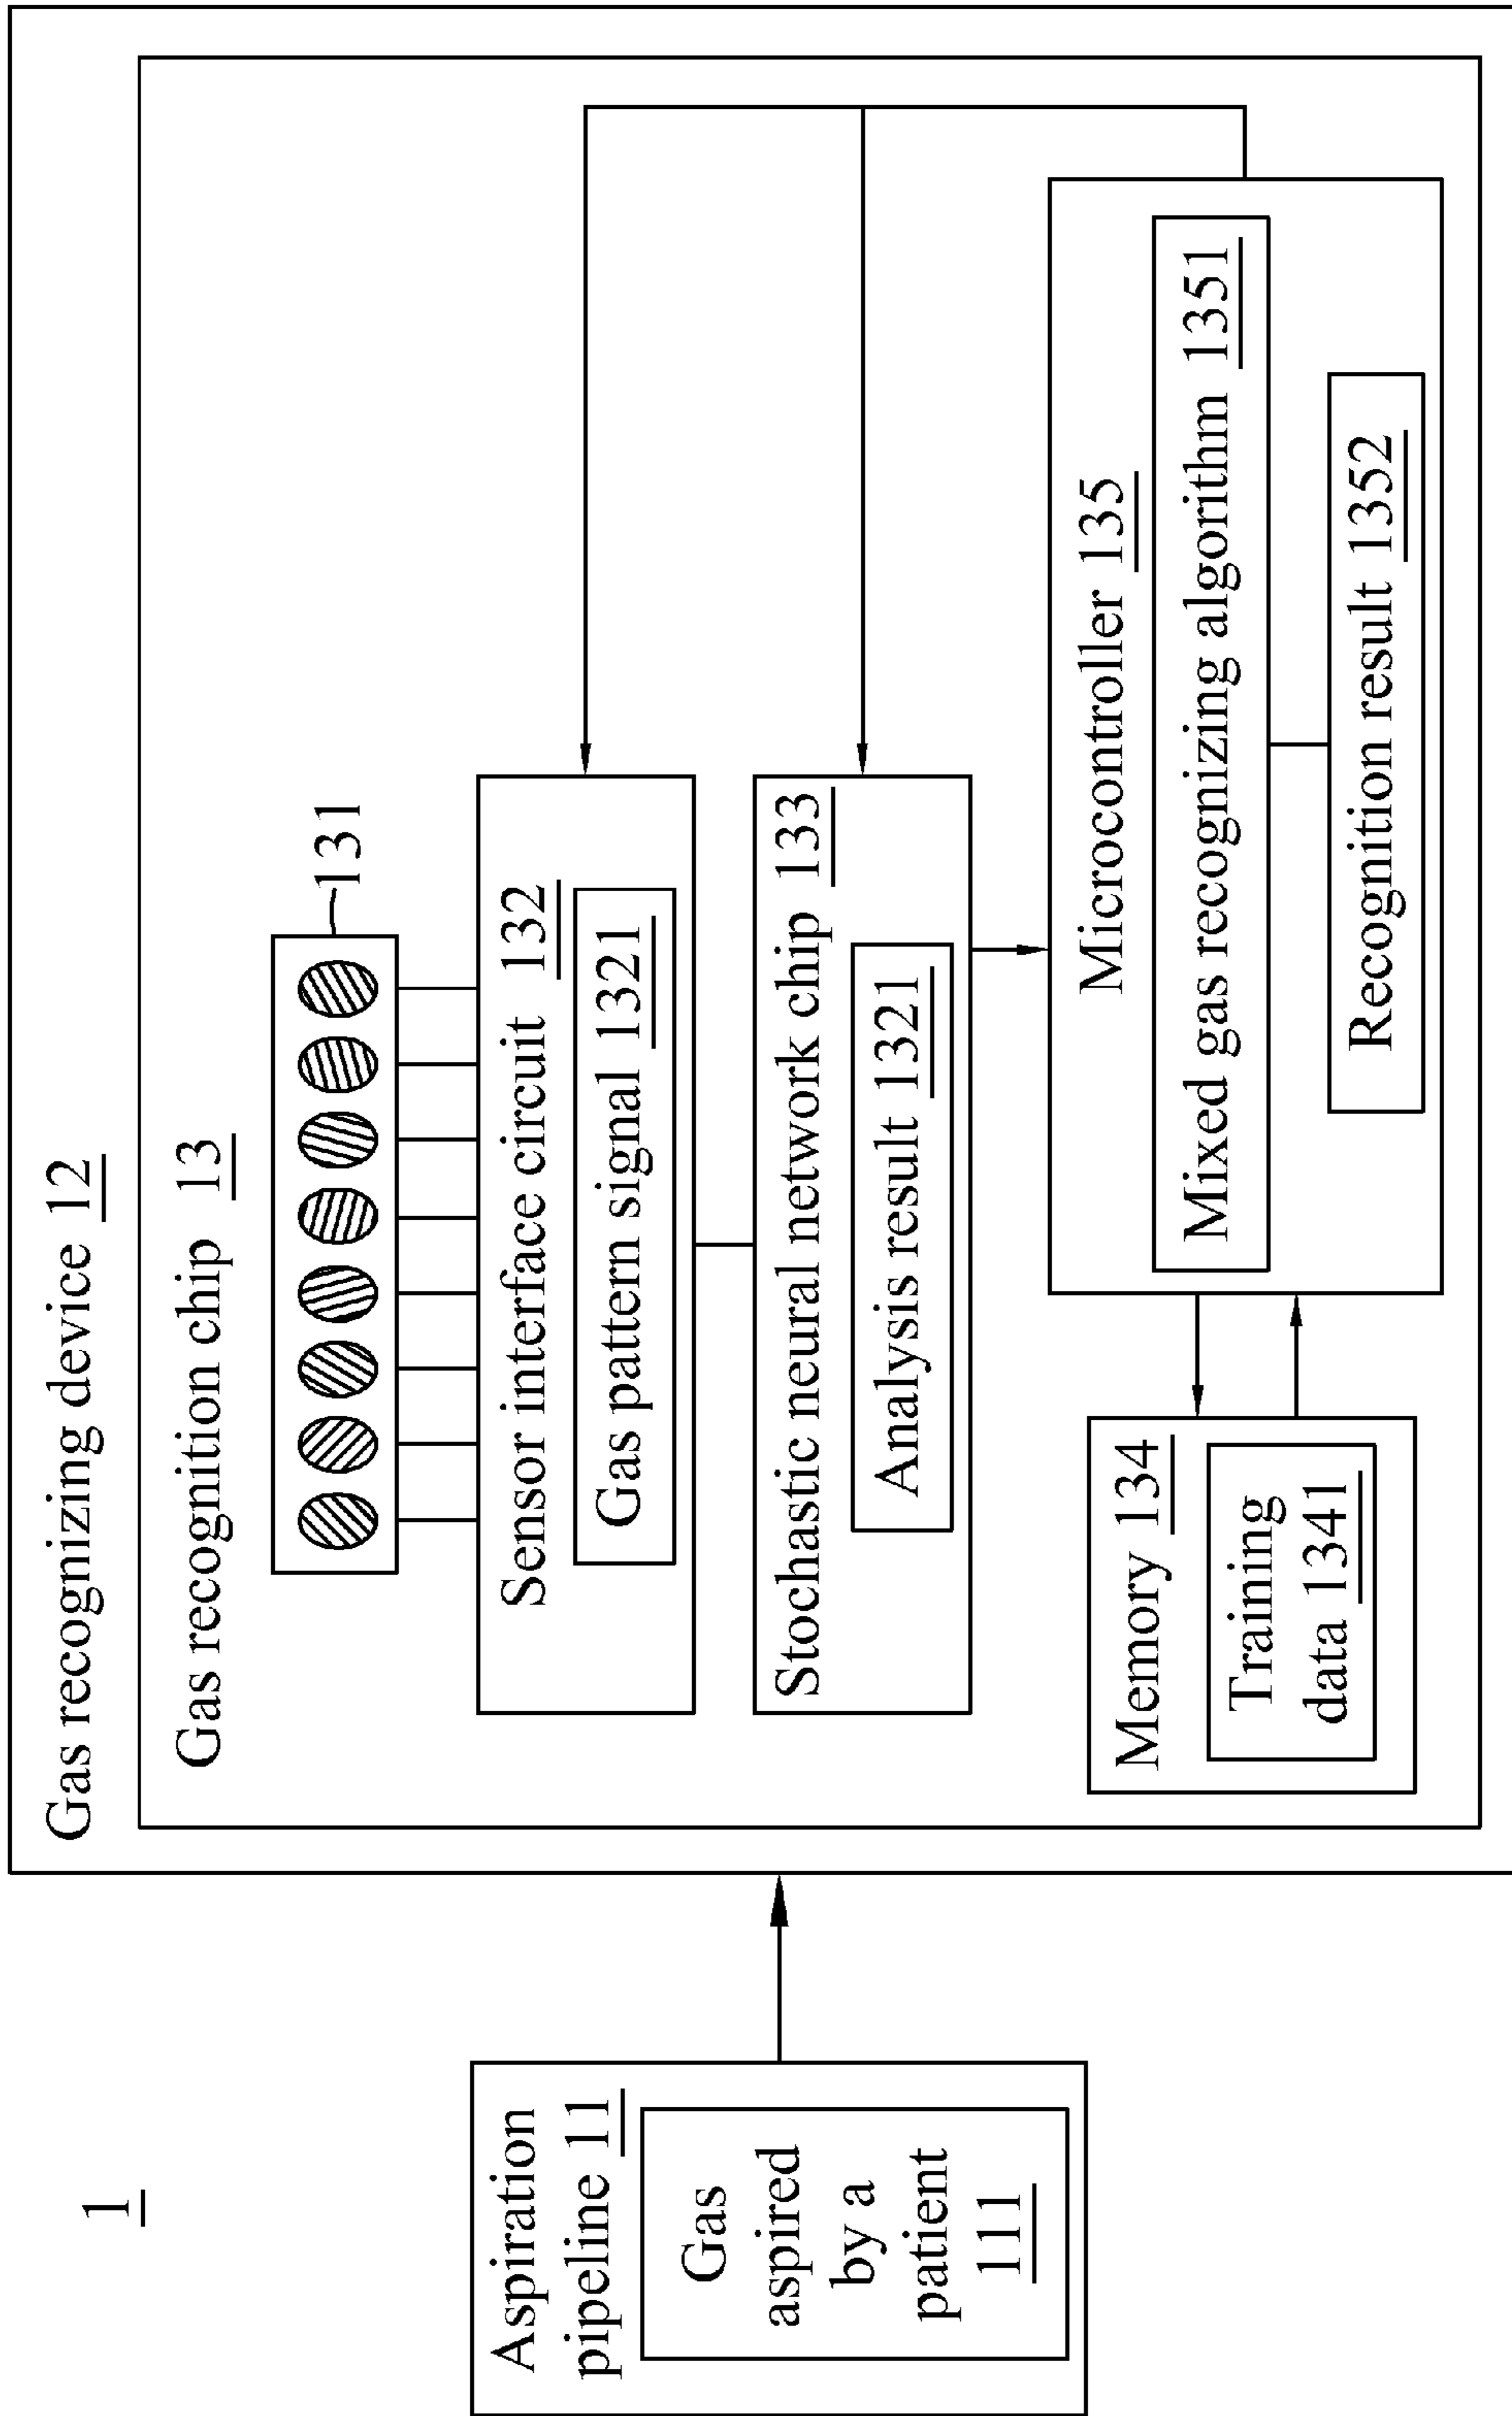 1
Aspiration
pipeline 11
Gas
aspired
by a
patient
111
Gas recognizing device 12
Gas recognition chip 13
131
Sensor interface circuit 132
Gas pattern signal 1321
Stochastic neural network chip 133
Analysis result 1321
Memory 134
Training
data 1341
Microcontroller 135
Mixed gas recognizing algorithm 1351
Recognition result 1352